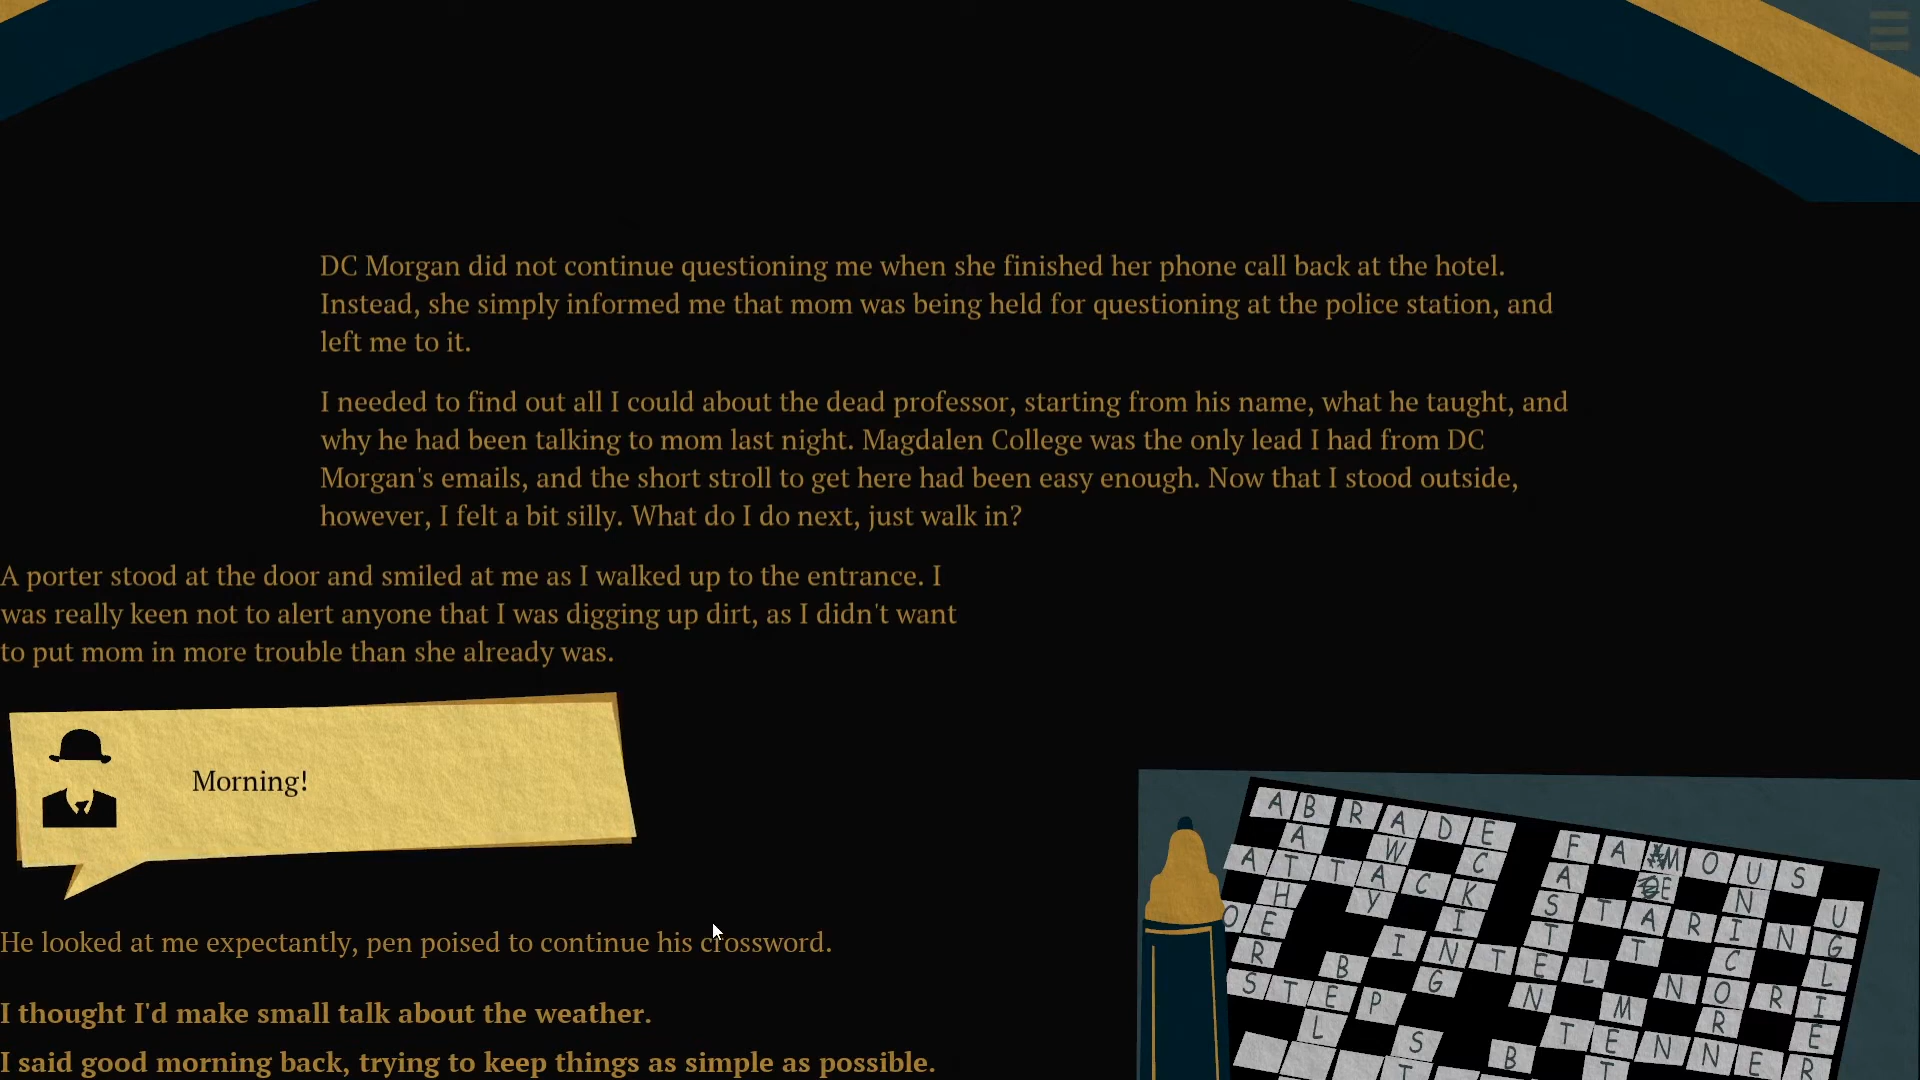 DC Morgan did not continue questioning me when she finished her phone call back at the hotel.
Instead, she simply informed me that mom was being held for questioning at the police station, and
left me to it.
I needed to find out all I could about the dead professor, starting from his name, what he taught, and
why he had been talking to mom last night. Magdalen College was the only lead I had from DC
Morgan's emails, and the short stroll to get here had been easy enough. Now that I stood outside,
however, I felt a bit silly. What do I do next, just walk in?
A porter stood at the door and smiled at me as I walked up to the entrance. I
was really keen not to alert anyone that I was digging up dirt, as I didn't want
to put mom in more trouble than she already was.
Morning!
He looked at me expectantly, pen poised to continue his crossword.
I thought I'd make small talk about the weather.
I said good morning back, trying to keep things as simple as possible.
ABRADE
FAMOUS
ATTACK
STARRING
INTEL
STEP
NOR
TENNER